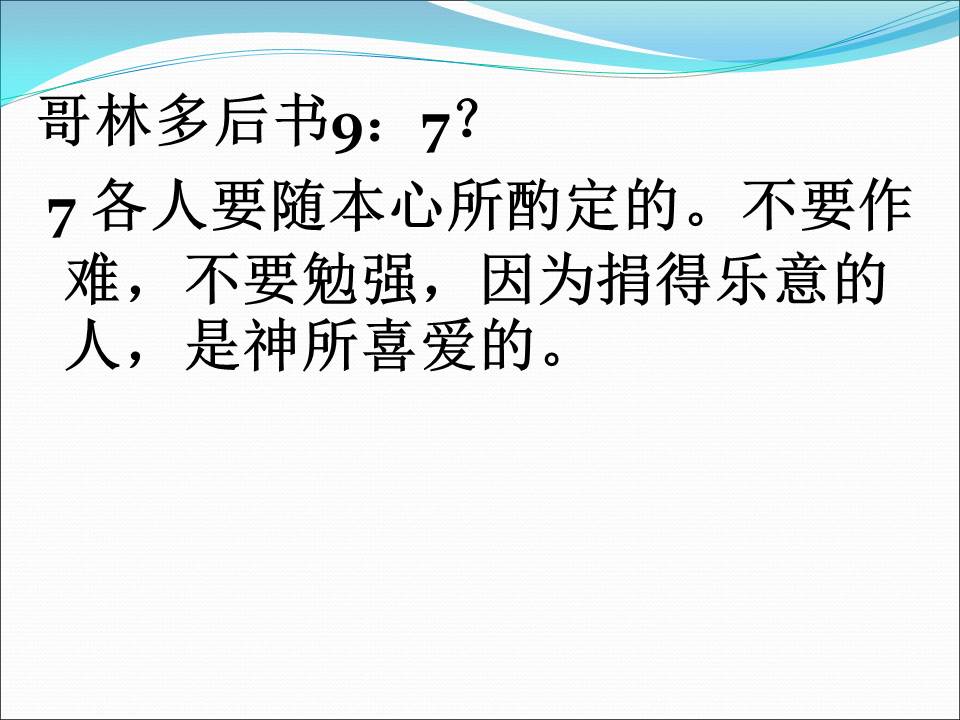 哥林多后书9：7？
7 各人要随本心所酌定的。不要作
难，不要勉强，因为捐得乐意的
人，是神所喜爱的。